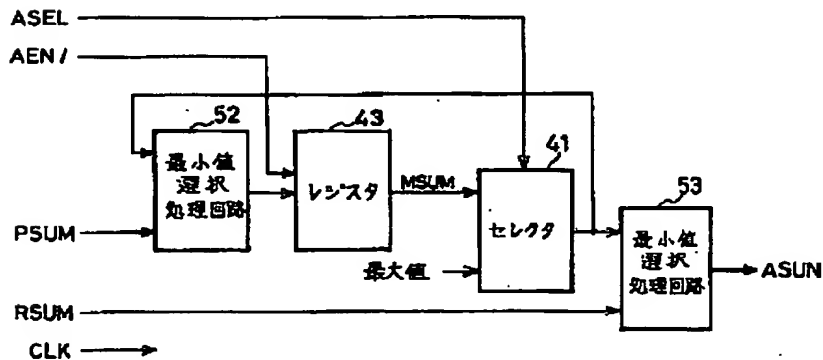 ASEL
AEN/
52
最小値
選択
処理回路
43
レジスタ
MSUM
41
セレクタ
53
最小値
選択
処理回路
PSUM
最大値
ASUN
RSUM
CLK